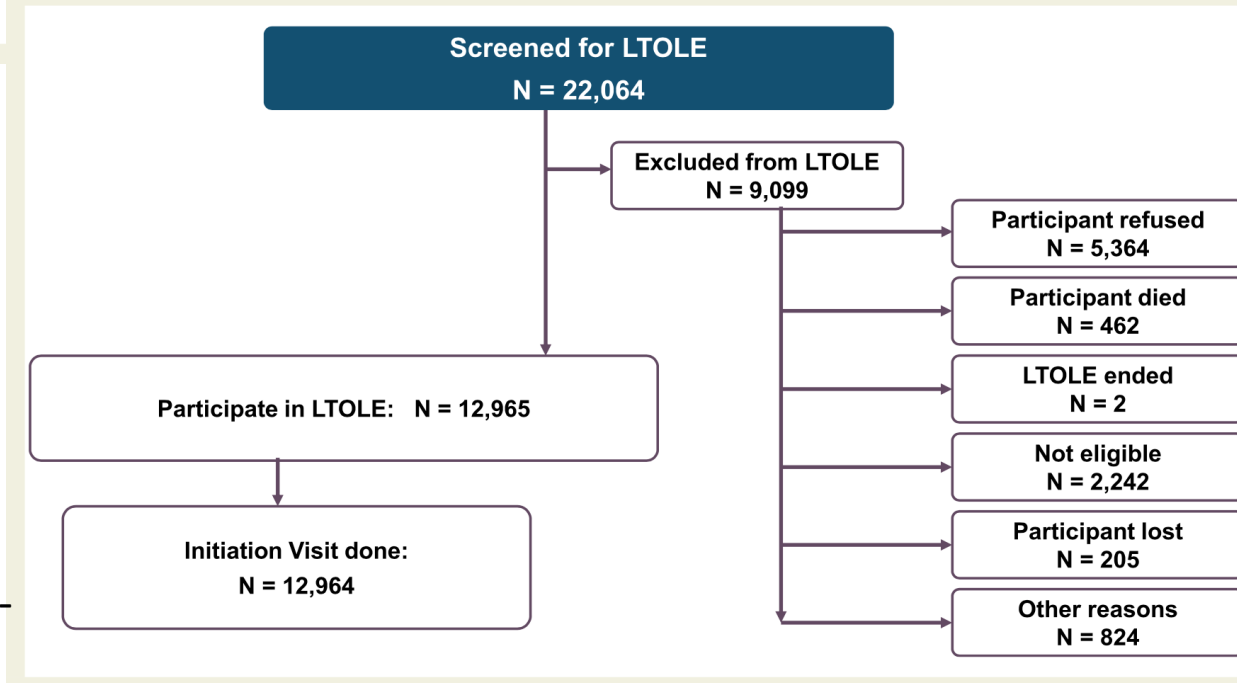 Screened for LTOLE
N = 22,064
Excluded from LTOLE
N = 9,099
Participant refused
N = 5,364
Participant died
N = 462
LTOLE ended
N = 2
Participate in LTOLE:   N = 12,965
Not eligible
N = 2,242
Initiation Visit done:
N = 12,964
Participant lost
N = 205
Other reasons
N = 824